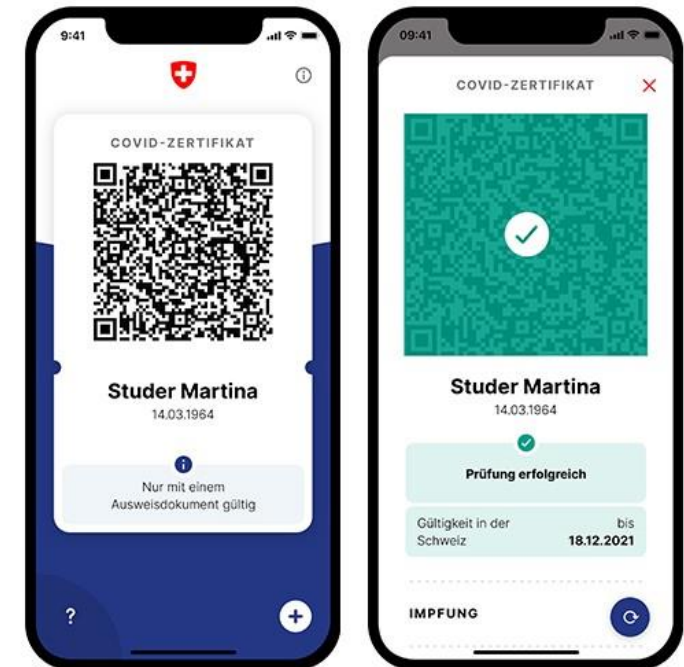 9:41
COVID-ZERTIFIKAT
Studer Martina
14.03.1964
Nur mit einem
Ausweisdokument gültig
?
09:41
COVID-ZERTIFIKAT
Studer Martina
14.03.1964
Prüfung erfolgreich
Gültigkeit in der bis
Schweiz 18.12.2021
IMPFUNG